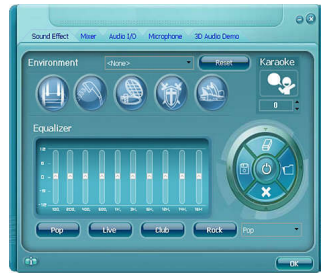 Sound Effect Mixer Audio I/O Microphone 3D Audio Demo
Environment <None> Reset Karaoke
0
Equalizer
Pop Live Club Rock Pop
OK